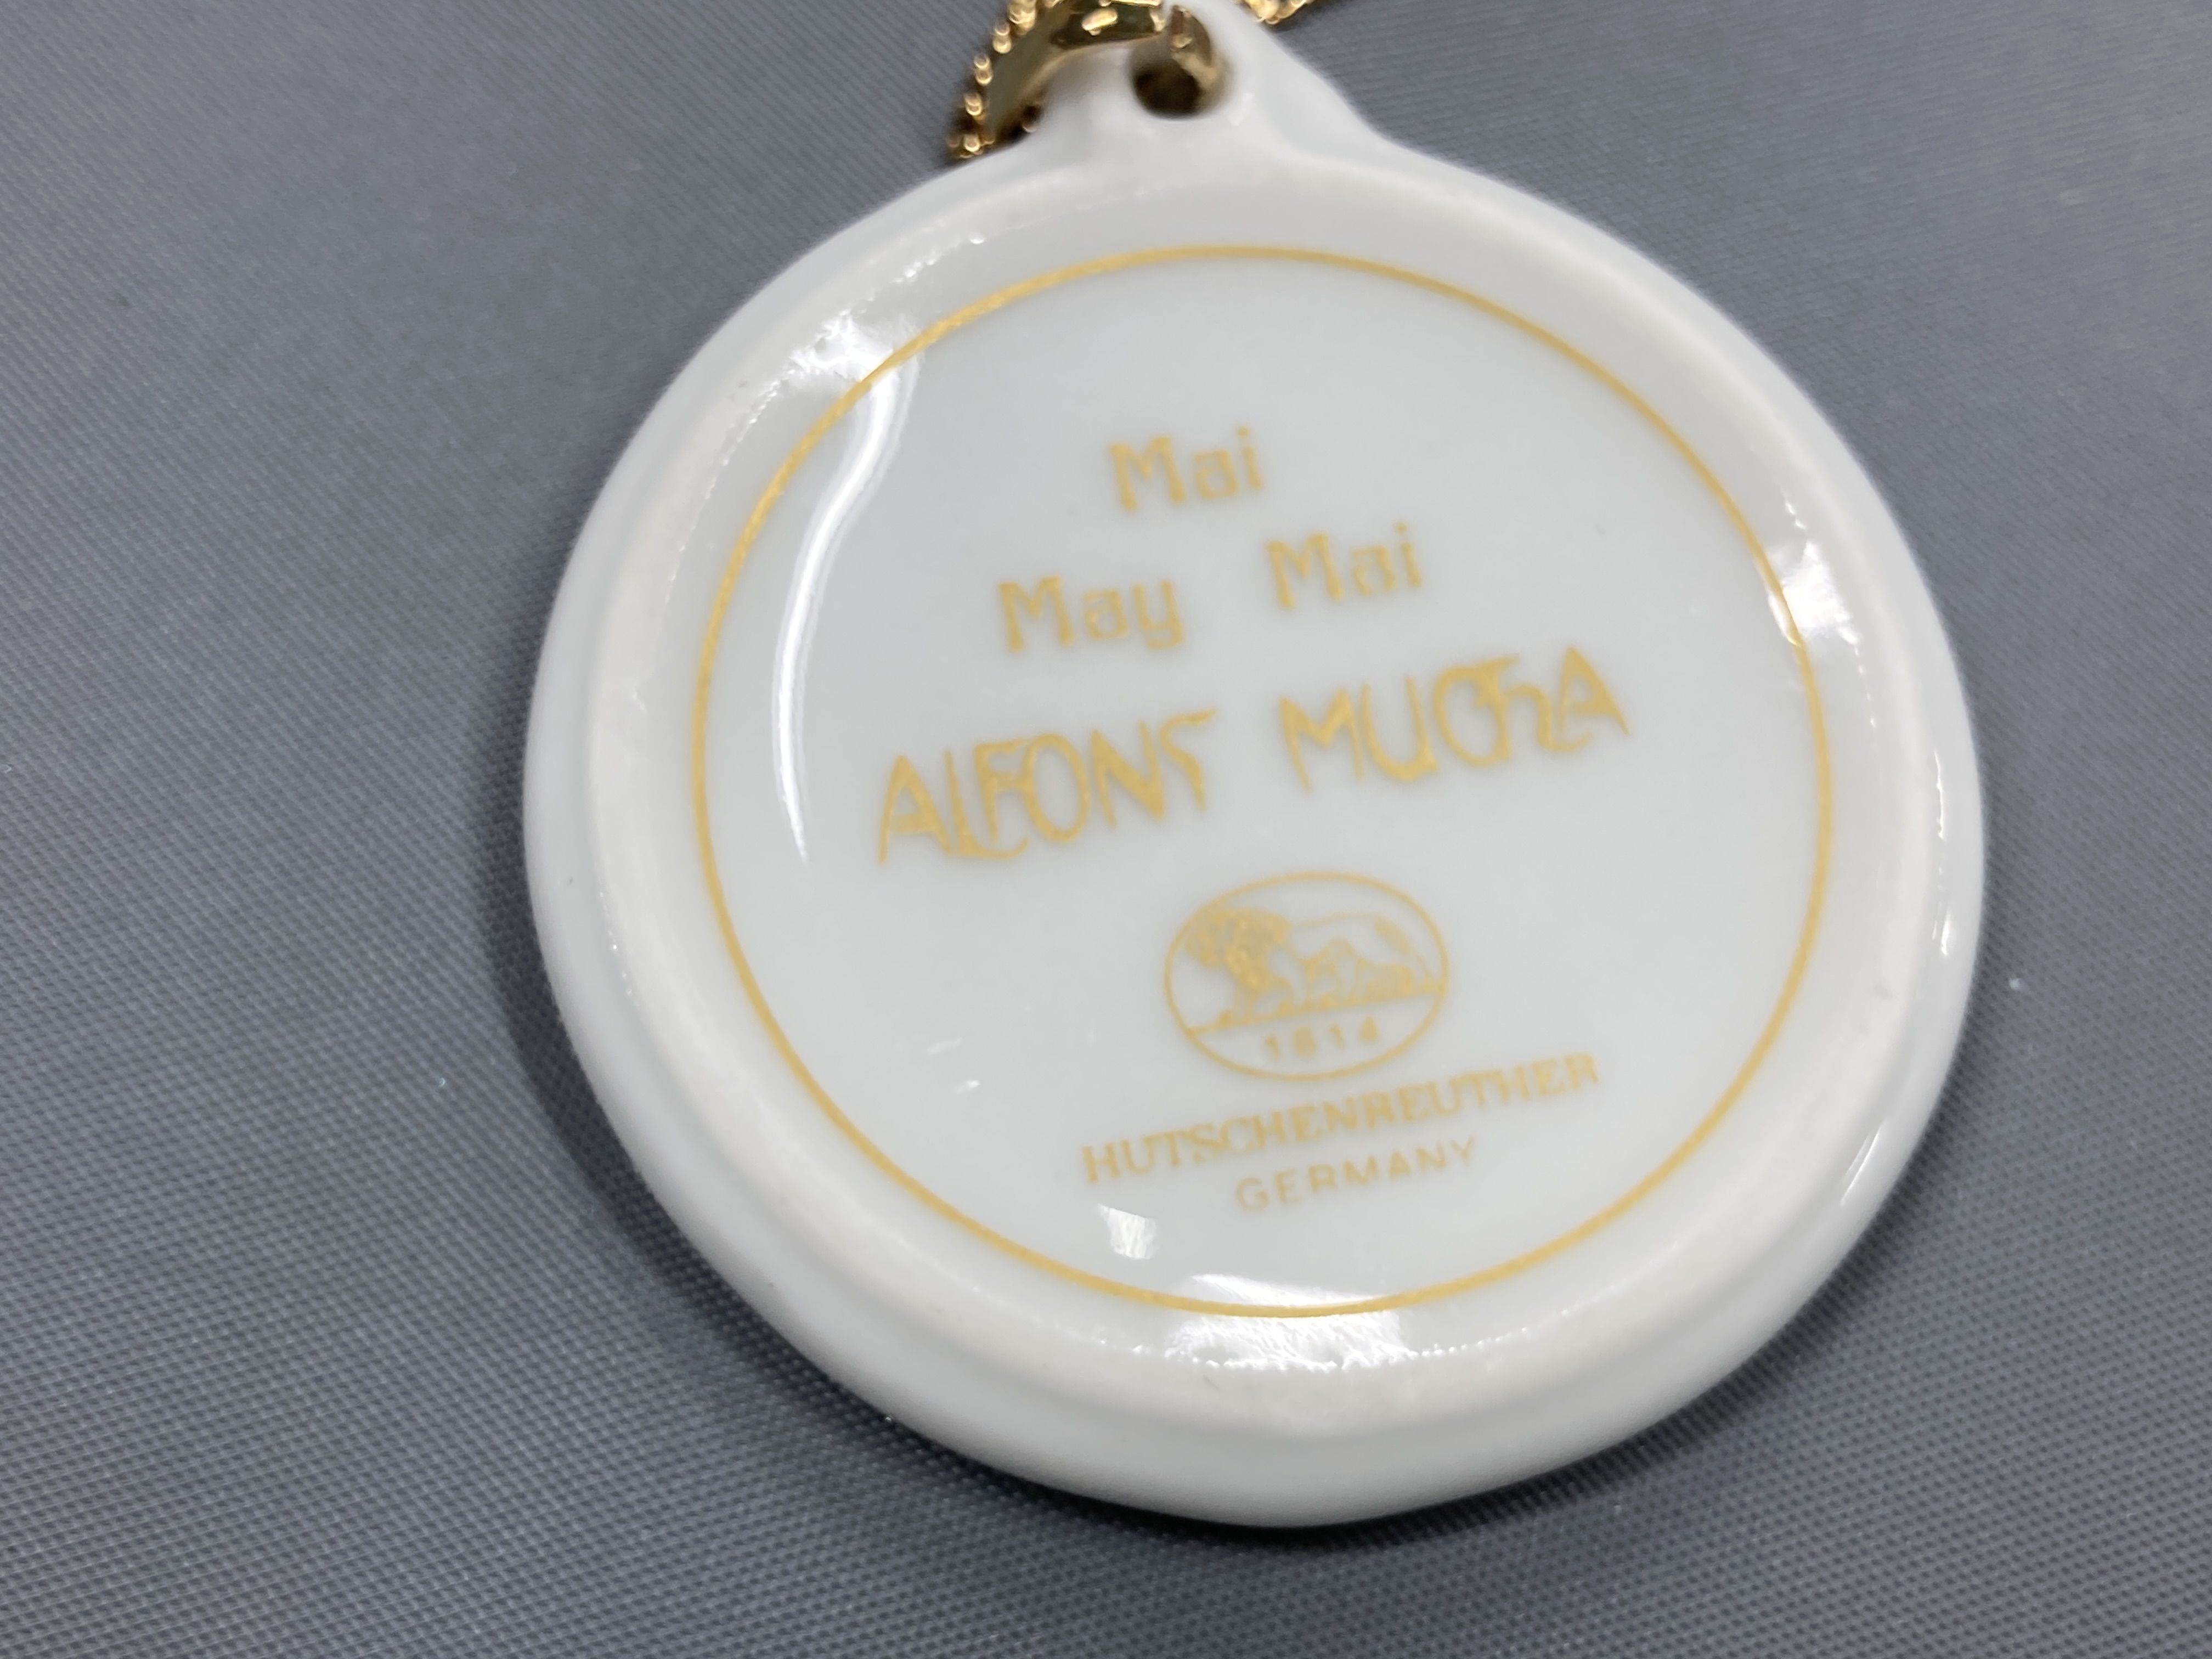 Mai
May Mai
ALFONS MUCHA
1814
HUTSCHENREUTHER
GERMANY